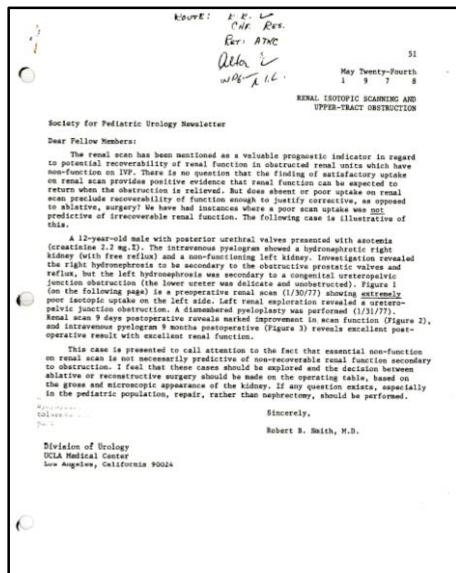 ROUTE: K.K. ✓
CHF. RES.
RET: ATNC
51
May Twenty-Fourth
1 9 7 8
RENAL ISOTOPIC SCANNING AND
UPPER-TRACT OBSTRUCTION
Society for Pediatric Urology Newsletter
Dear Fellow Members:
The renal scan has been mentioned as a valuable prognostic indicator in regard
to potential recoverability of renal function in obstructed renal units which have
non-function on IVP. There is no question that the finding of satisfactory uptake
on renal scan provides positive evidence that renal function can be expected to
return when the obstruction is relieved. But does absent or poor uptake on renal
scan preclude recoverability of function enough to justify corrective, as opposed
to ablative, surgery? We have had instances where a poor scan uptake was not
predictive of irrecoverable renal function. The following case is illustrative of
this.
A 12-year-old male with posterior urethral valves presented with azotemia
(creatinine 2.2 mg.%). The intravenous pyelogram showed a hydronephrotic right
kidney (with free reflux) and a non-functioning left kidney. Investigation revealed
the right hydronephrosis to be secondary to the obstructive prostatic valves and
reflux, but the left hydronephrosis was secondary to a congenital ureteropelvic
junction obstruction (the lower ureter was delicate and unobstructed). Figure 1
(on the following page) is a preoperative renal scan (1/30/77) showing extremely
poor isotopic uptake on the left side. Left renal exploration revealed a uretero-
pelvic junction obstruction. A dismembered pyeloplasty was performed (1/31/77).
Renal scan 9 days postoperative reveals marked improvement in scan function (Figure 2),
and intravenous pyelogram 9 months postoperative (Figure 3) reveals excellent post-
operative result with excellent renal function.
This case is presented to call attention to the fact that essential non-function
on renal scan is not necessarily predictive of non-recoverable renal function secondary
to obstruction. I feel that these cases should be explored and the decision between
ablative or reconstructive surgery should be made on the operating table, based on
the gross and microscopic appearance of the kidney. If any question exists, especially
in the pediatric population, repair, rather than nephrectomy, should be performed.
Sincerely,
Robert B. Smith, M.D.
Division of Urology
UCLA Medical Center
Los Angeles, California 90024